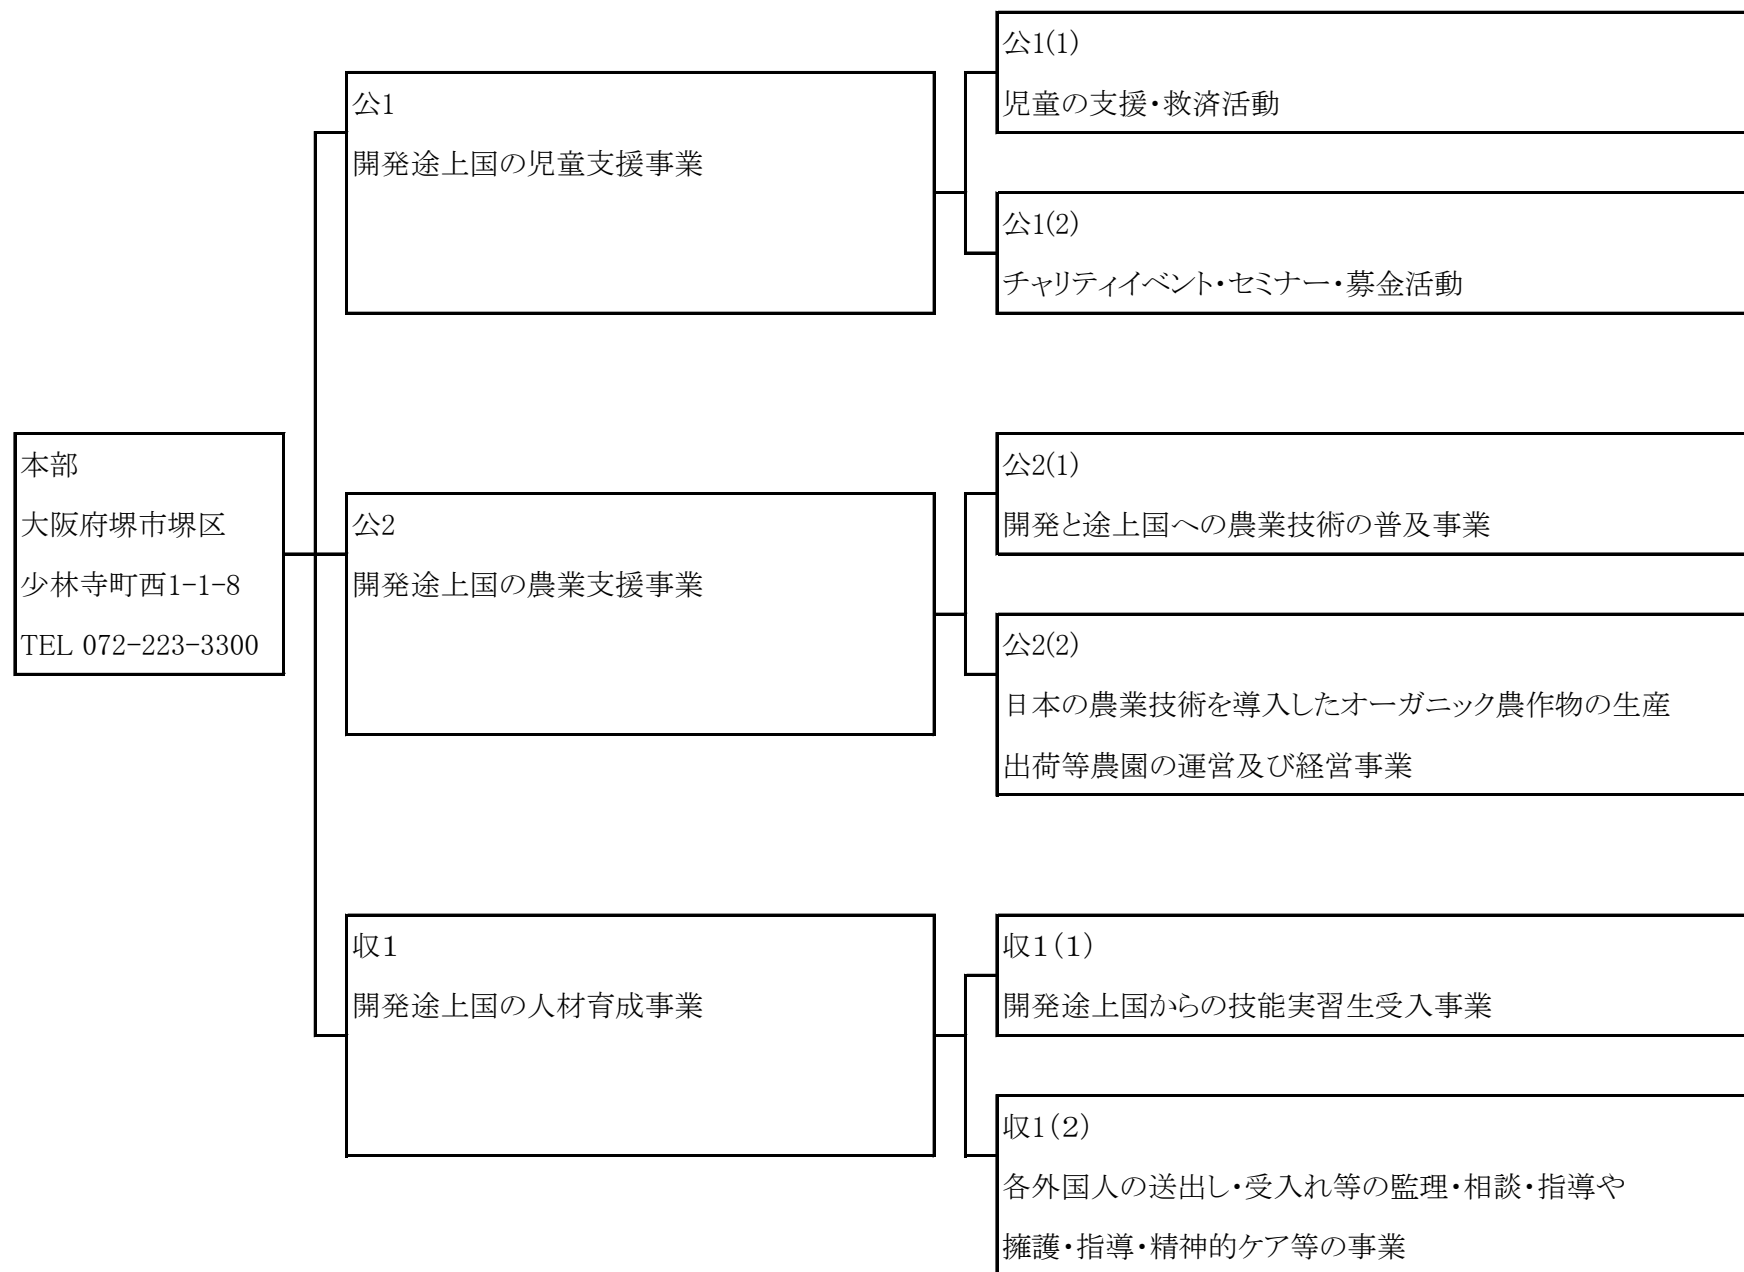 本部
大阪府堺市堺区
少林寺町西1-1-8
TEL 072-223-3300
公1
開発途上国の児童支援事業
公1(1)
児童の支援・救済活動
公1(2)
チャリティイベント・セミナー・募金活動
公2
開発途上国の農業支援事業
公2(1)
開発と途上国への農業技術の普及事業
公2(2)
日本の農業技術を導入したオーガニック農作物の生産
出荷等農園の運営及び経営事業
収1
開発途上国の人材育成事業
収1(1)
開発途上国からの技能実習生受入事業
収1(2)
各外国人の送出し・受入れ等の監理・相談・指導や
擁護・指導・精神的ケア等の事業